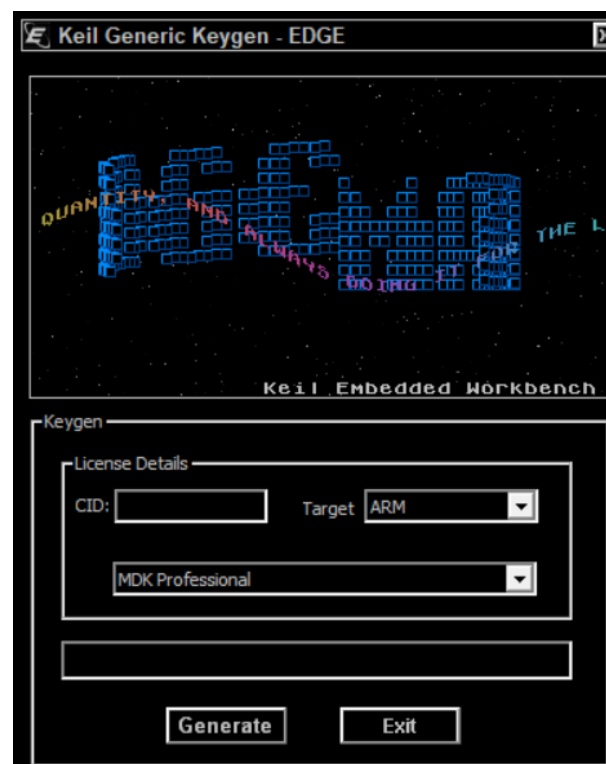 Keil Generic Keygen - EDGE
QUANTITY, AND ALWAYS DOING IT FOR THE L
Keil Embedded Workbench
Keygen
License Details
CID:
Target ARM
MDK Professional
Generate Exit